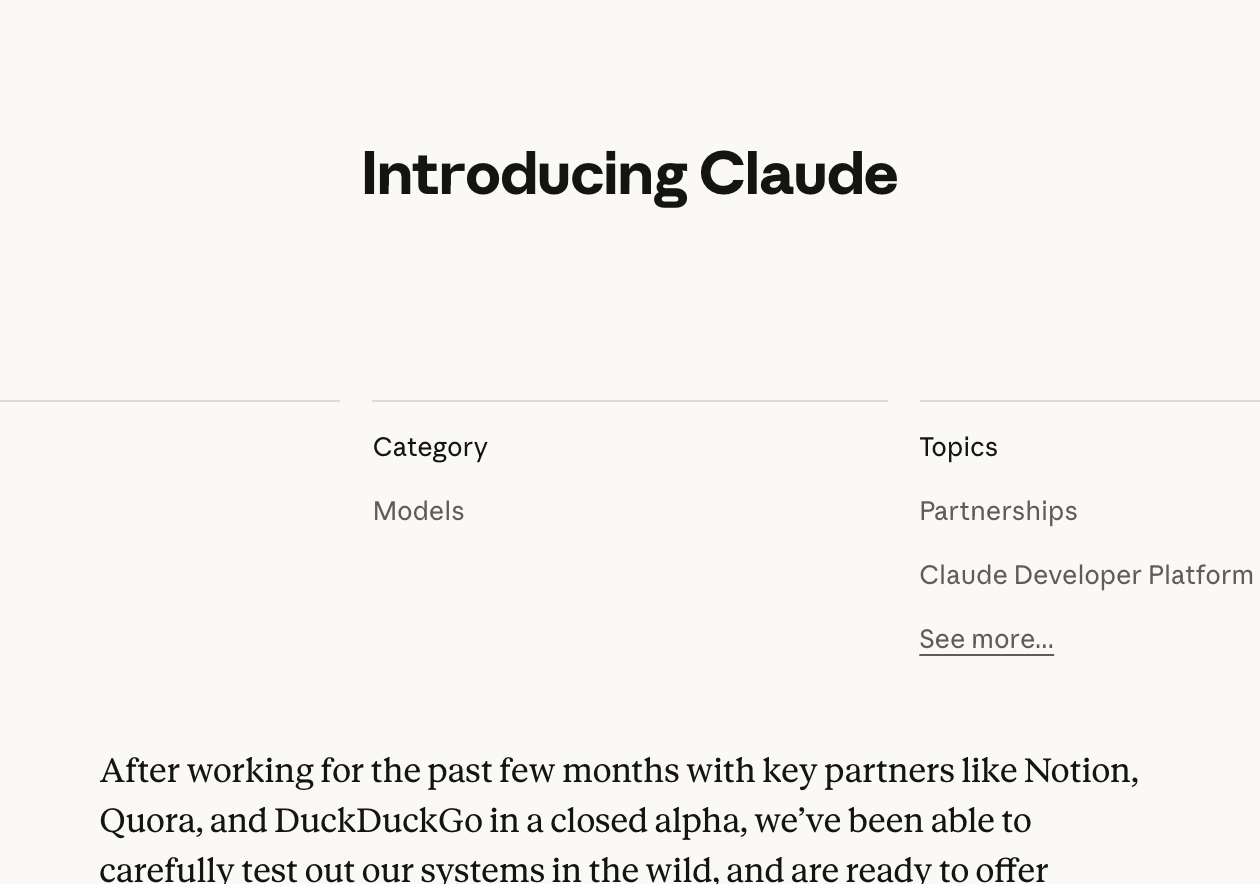 Introducing Claude
Category
Models
Topics
Partnerships
Claude Developer Platform
See more...
After working for the past few months with key partners like Notion,
Quora, and DuckDuckGo in a closed alpha, we’ve been able to
carefully test out our systems in the wild, and are ready to offer